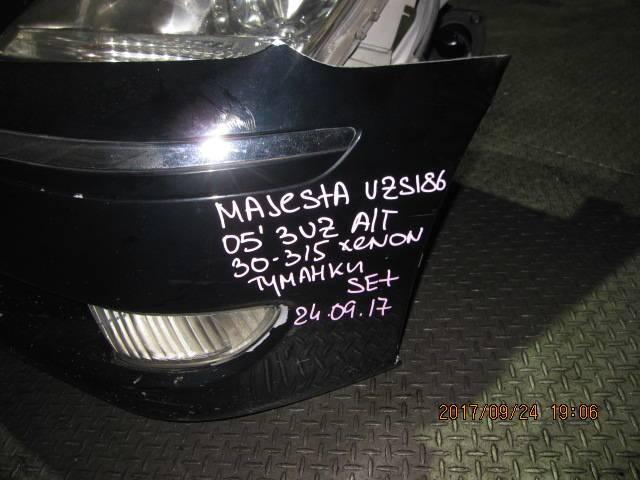 MAJESTA UZS186
05' 3UZ A/T
30-315 XENON
ТУМАНКИ
SET
24.09.17
2017/09/24 19:06